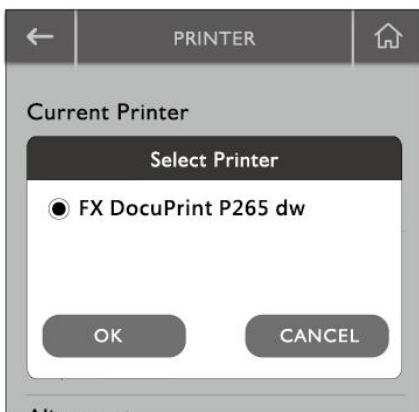 PRINTER
Current Printer
Select Printer
FX DocuPrint P265 dw
OK CANCEL